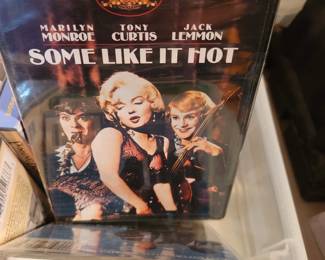 MARILYN TONY JACK
MONROE CURTIS LEMMON
SOME LIKE IT HOT